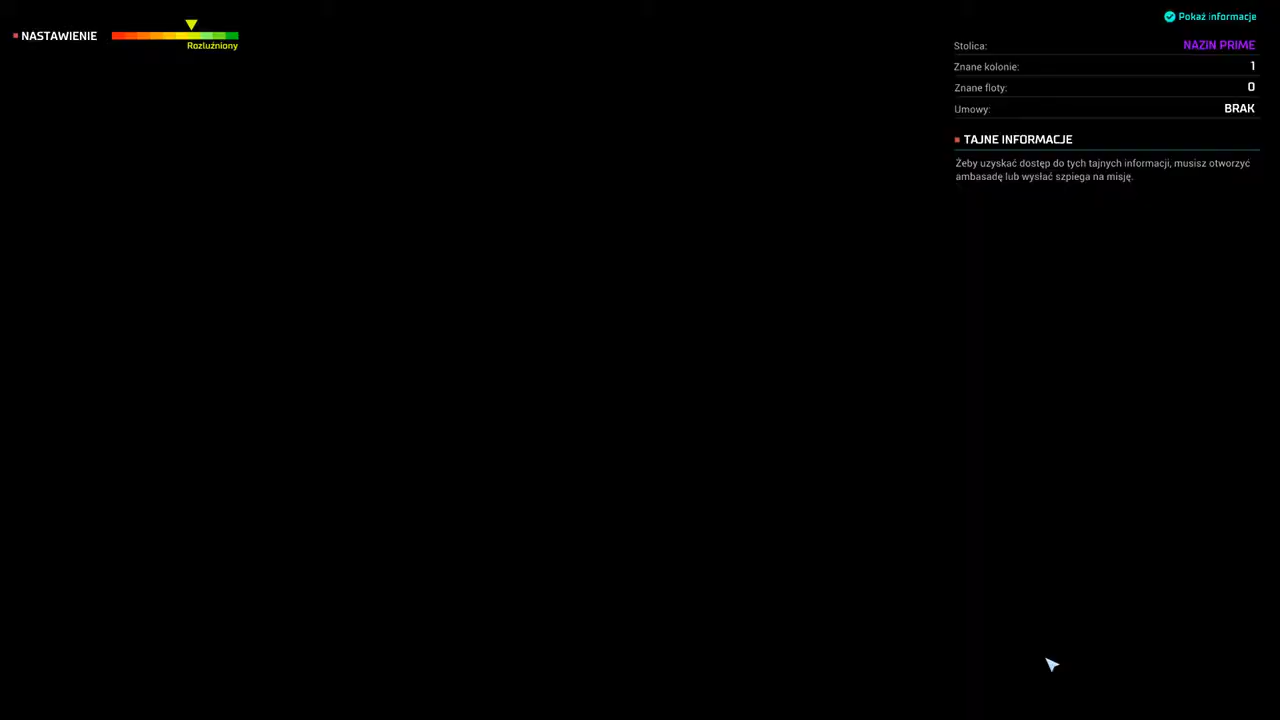 NASTAWIENIE
Rozluźniony
Pokaż informacje
Stolica: NAZIN PRIME
Znane kolonie: 1
Znane floty: 0
Umowy: BRAK
TAJNE INFORMACJE
Żeby uzyskać dostęp do tych tajnych informacji, musisz otworzyć
ambasadę lub wysłać szpiega na misję.